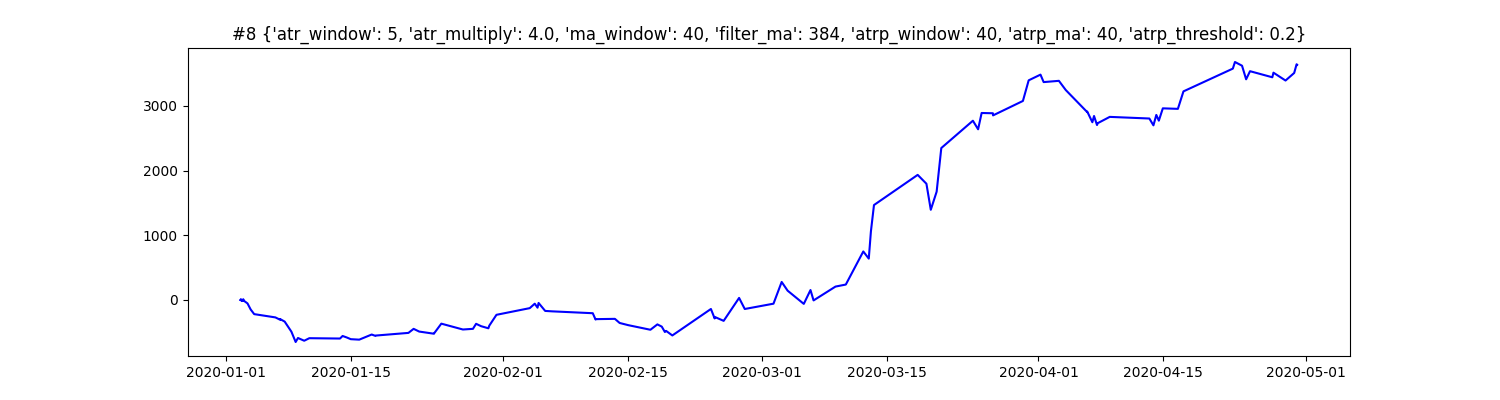 #8 {'atr_window': 5, 'atr_multiply': 4.0, 'ma_window': 40, 'filter_ma': 384, 'atrp_window': 40, 'atrp_ma': 40, 'atrp_threshold': 0.2}
3000
2000
1000
0
2020-01-01 2020-01-15 2020-02-01 2020-02-15 2020-03-01 2020-03-15 2020-04-01 2020-04-15 2020-05-01